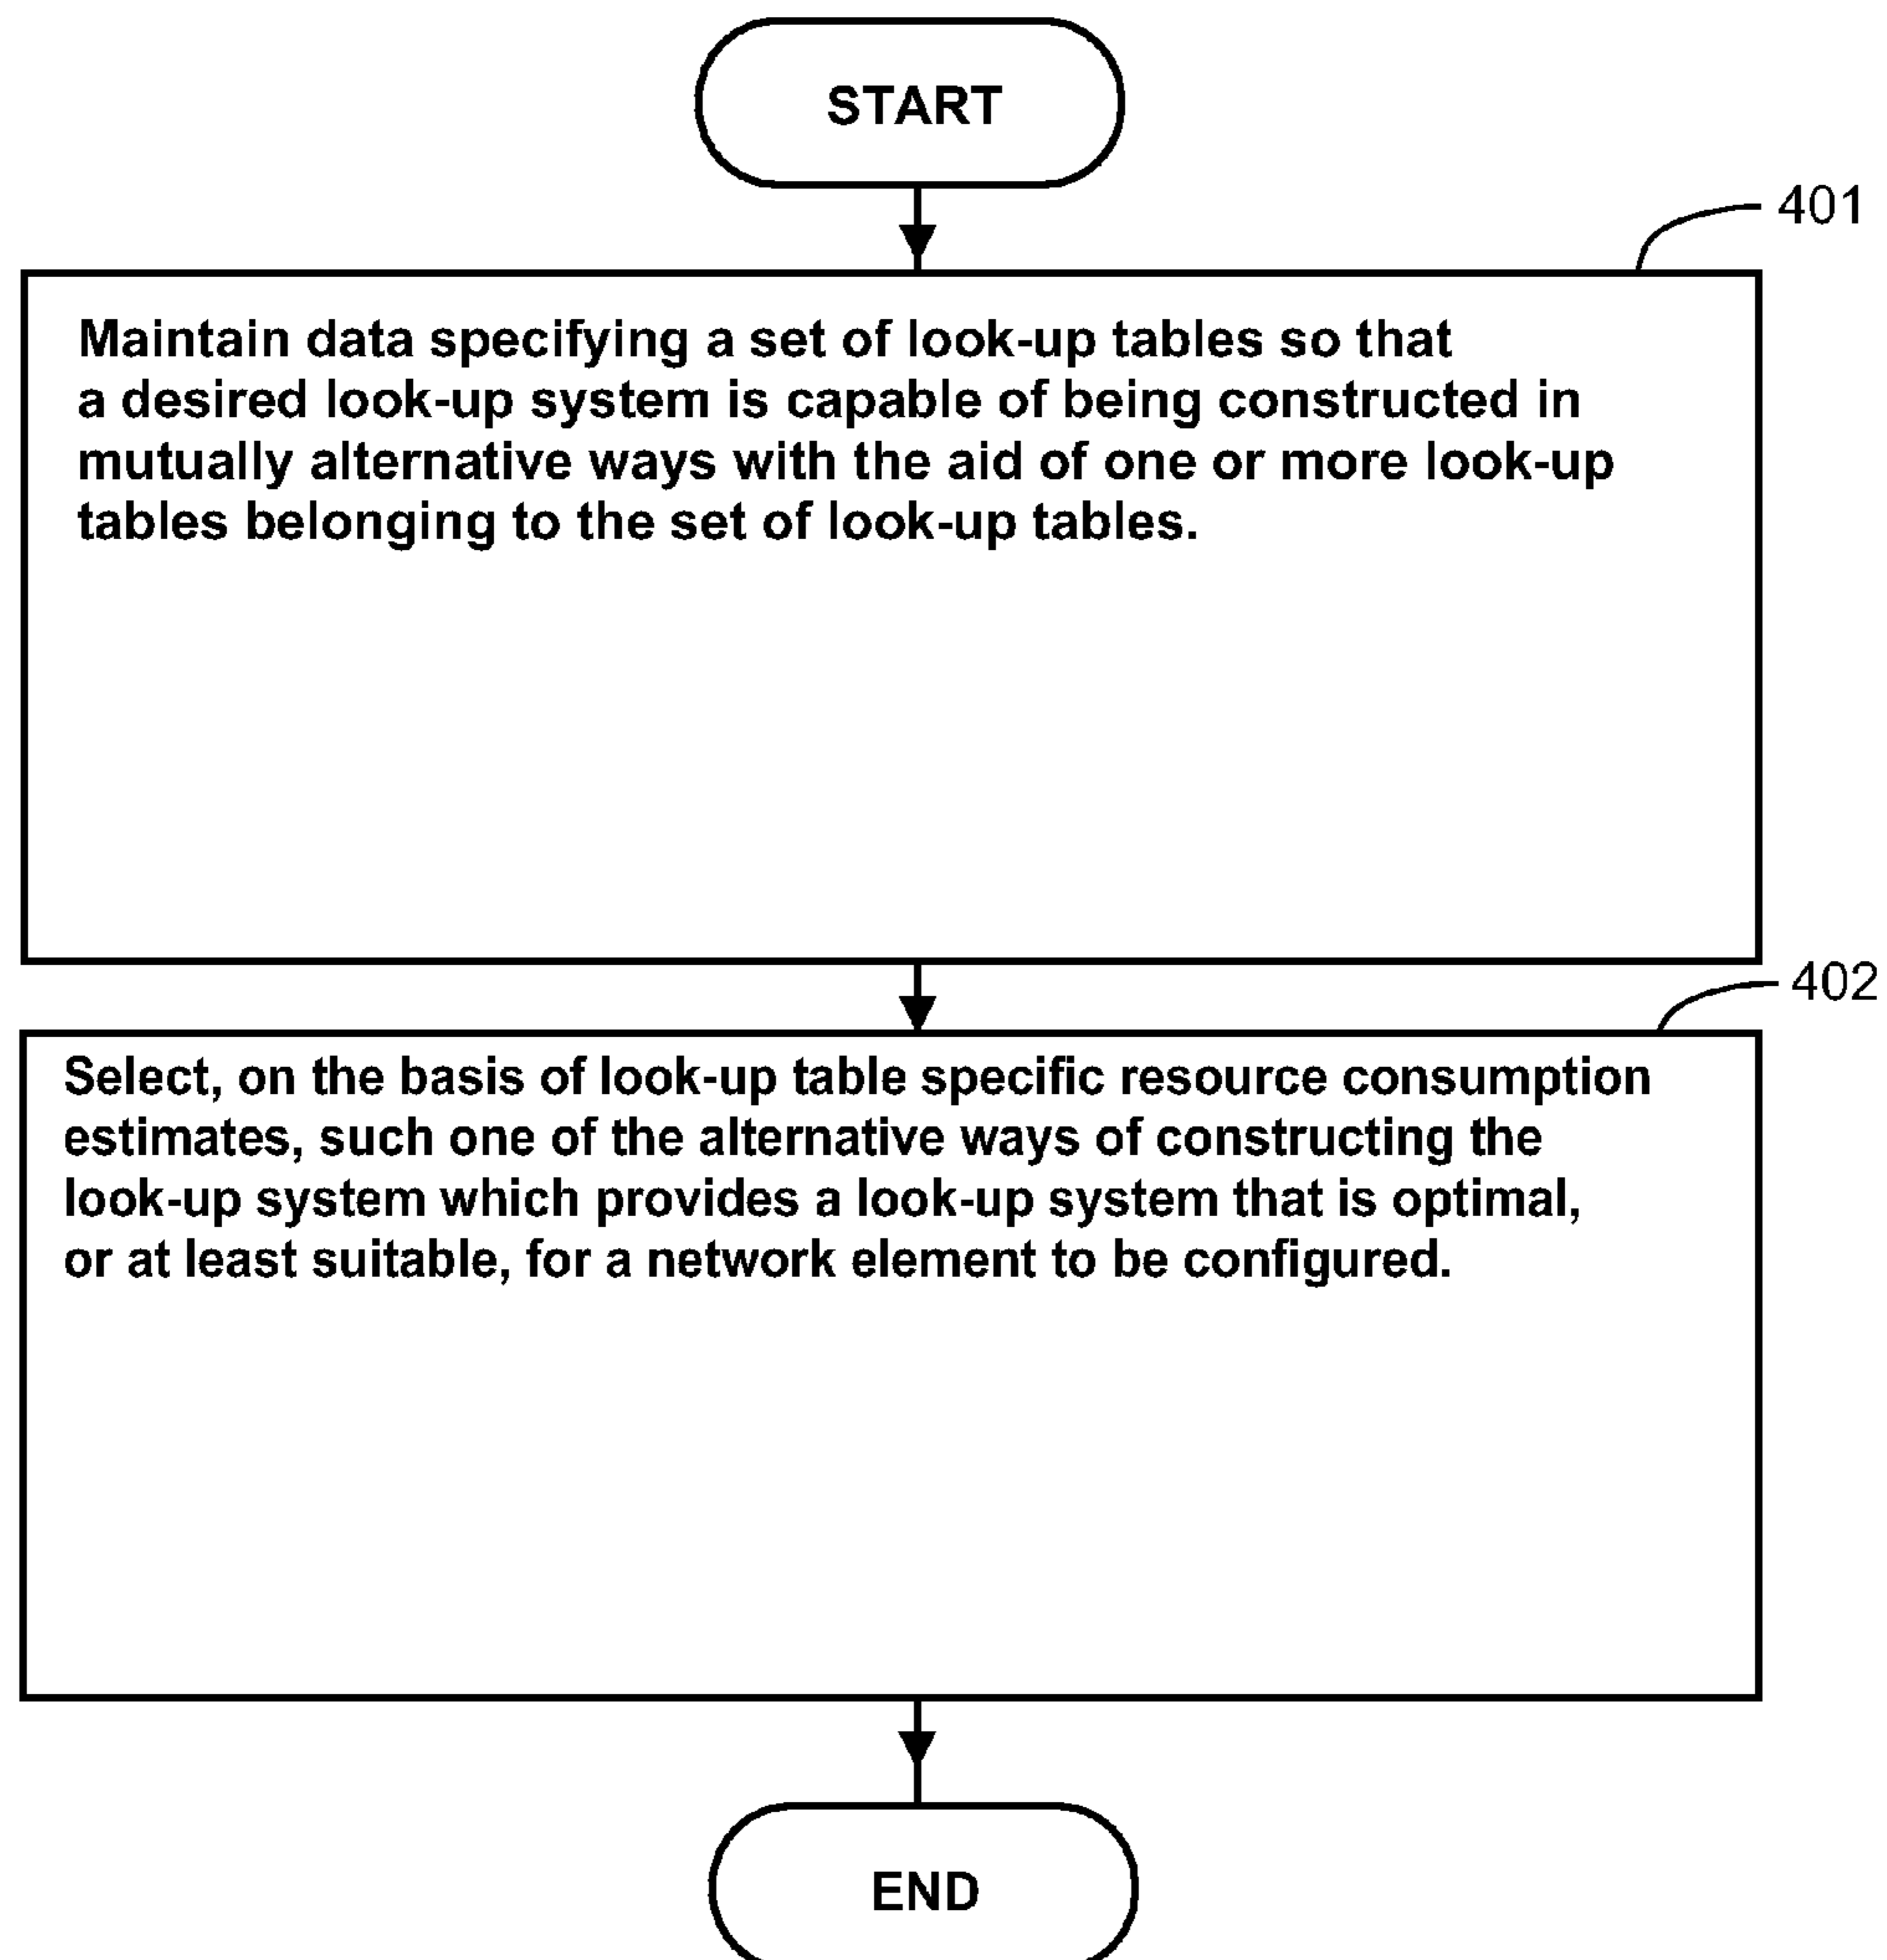 START
401
Maintain data specifying a set of look-up tables so that
a desired look-up system is capable of being constructed in
mutually alternative ways with the aid of one or more look-up
tables belonging to the set of look-up tables.
402
Select, on the basis of look-up table specific resource consumption
estimates, such one of the alternative ways of constructing the
look-up system which provides a look-up system that is optimal,
or at least suitable, for a network element to be configured.
END